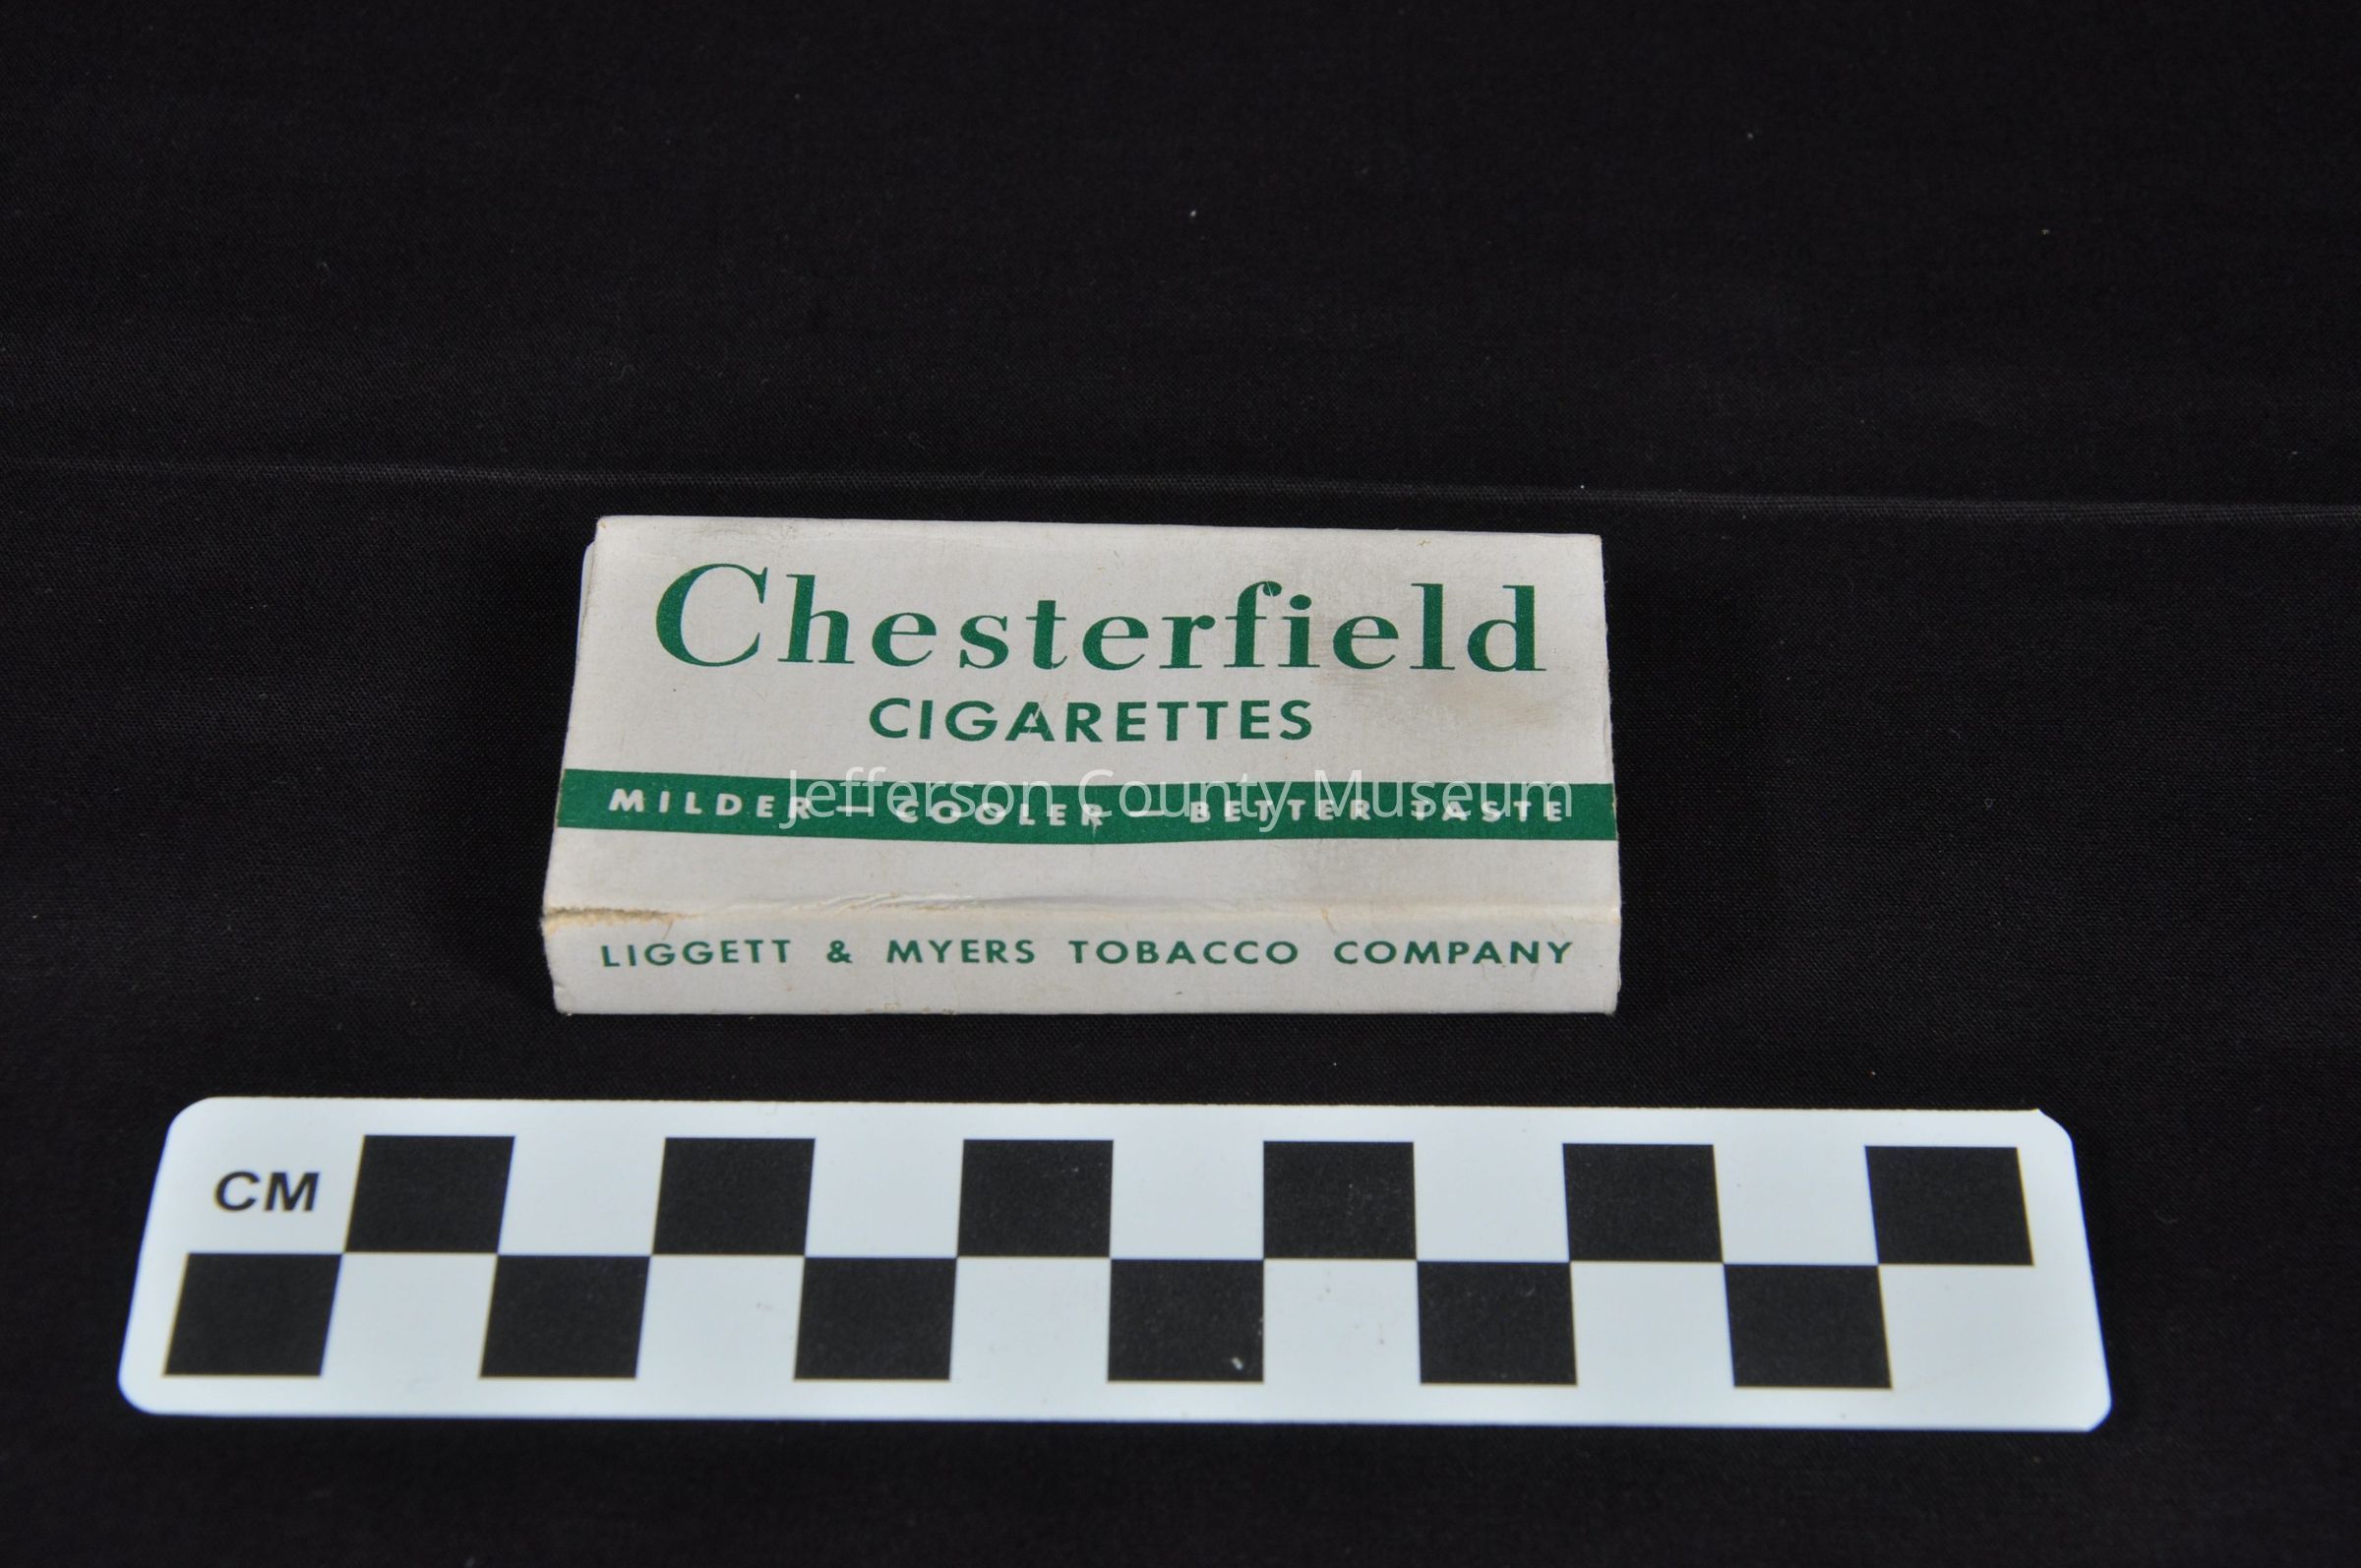 Chesterfield
CIGARETTES
MILDER — COOLER — BETTER TASTE
Jefferson County Museum
LIGGETT & MYERS TOBACCO COMPANY
CM